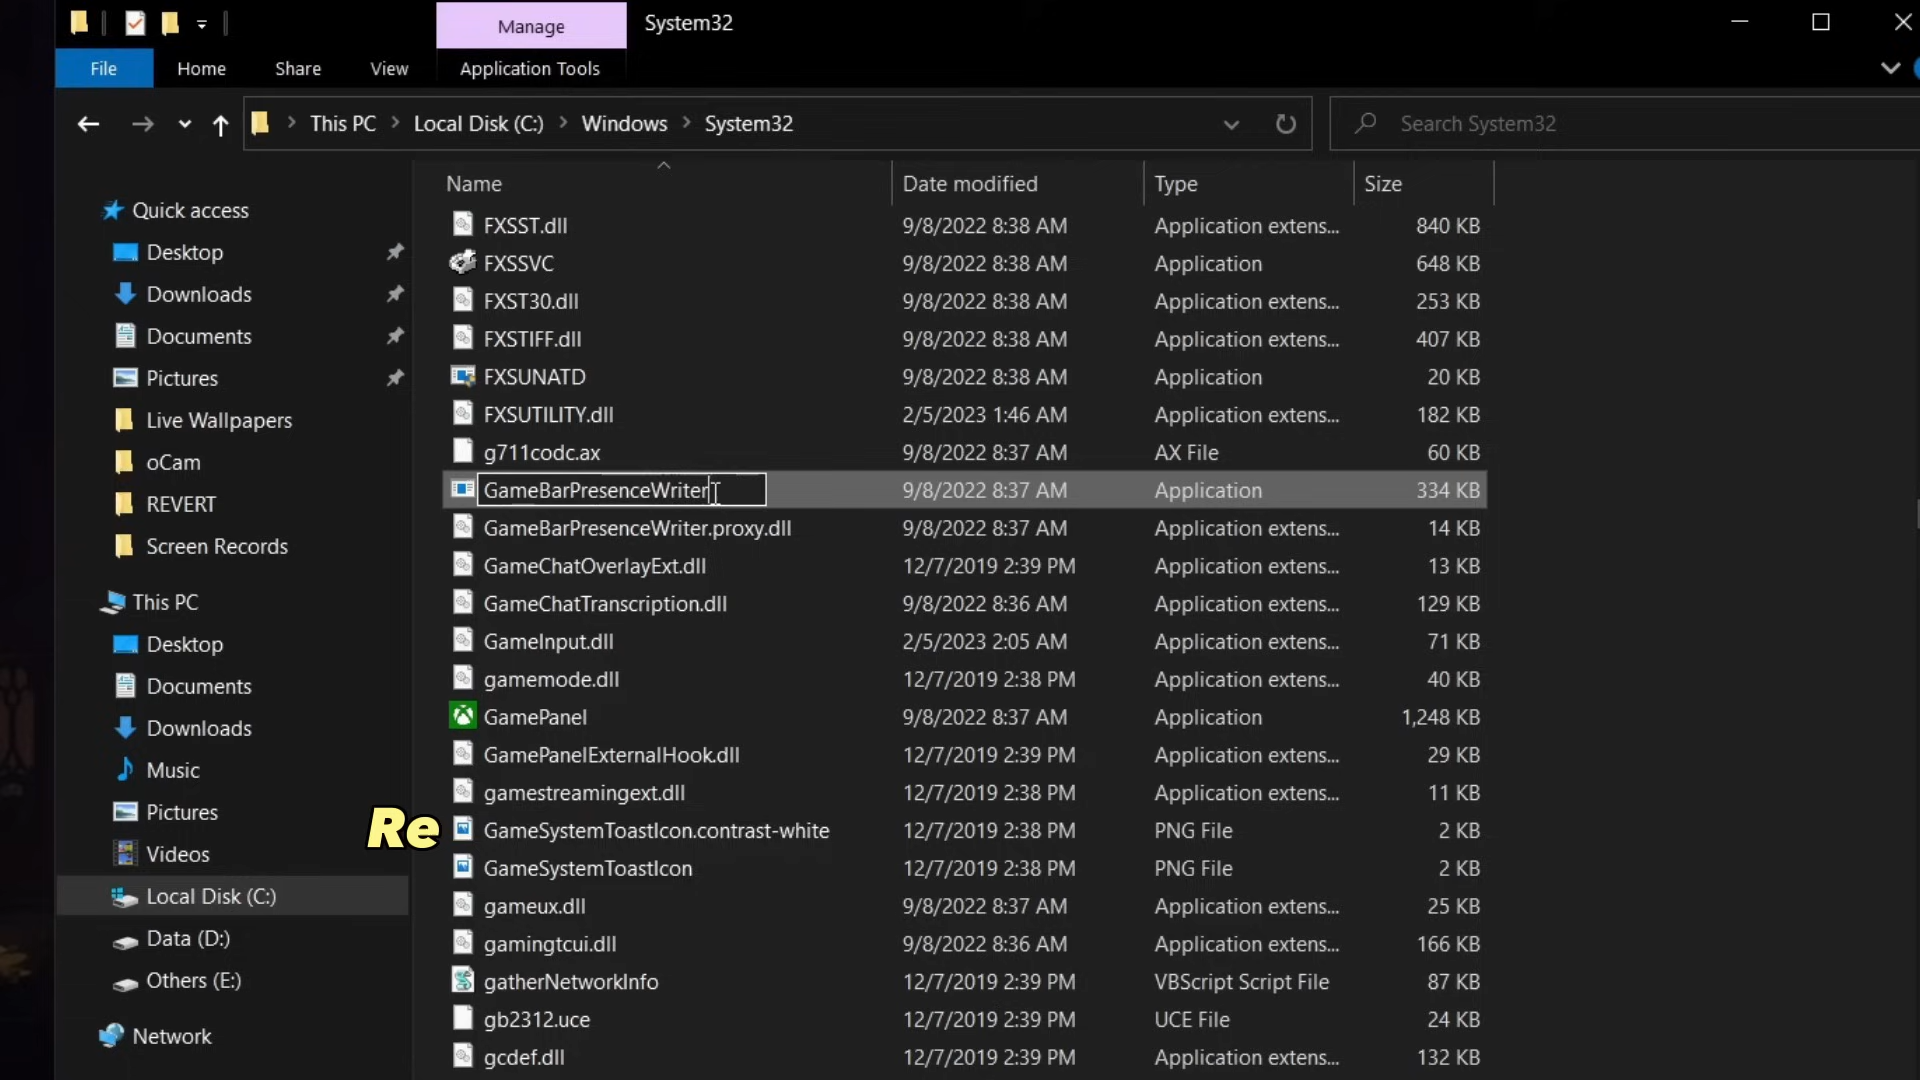 Manage
System32
File
Home
Share
View
Application Tools
This PC
Local Disk (C:)
Windows
System32
Search System32
Quick access
Desktop
Downloads
Documents
Pictures
Live Wallpapers
oCam
REVERT
Screen Records
This PC
Desktop
Documents
Downloads
Music
Pictures
Videos
Local Disk (C:)
Data (D:)
Others (E:)
Network
Name Date modified Type Size
FXSST.dll 9/8/2022 8:38 AM Application extens... 840 KB
FXSSVC 9/8/2022 8:38 AM Application 648 KB
FXST30.dll 9/8/2022 8:38 AM Application extens... 253 KB
FXSTIFF.dll 9/8/2022 8:38 AM Application extens... 407 KB
FXSUNATD 9/8/2022 8:38 AM Application 20 KB
FXSUTILITY.dll 2/5/2023 1:46 AM Application extens... 182 KB
g711codc.ax 9/8/2022 8:37 AM AX File 60 KB
GameBarPresenceWriter 9/8/2022 8:37 AM Application 334 KB
GameBarPresenceWriter.proxy.dll 9/8/2022 8:37 AM Application extens... 14 KB
GameChatOverlayExt.dll 12/7/2019 2:39 PM Application extens... 13 KB
GameChatTranscription.dll 9/8/2022 8:36 AM Application extens... 129 KB
GameInput.dll 2/5/2023 2:05 AM Application extens... 71 KB
gamemode.dll 12/7/2019 2:38 PM Application extens... 40 KB
GamePanel 9/8/2022 8:37 AM Application 1,248 KB
GamePanelExternalHook.dll 12/7/2019 2:39 PM Application extens... 29 KB
gamestreamingext.dll 12/7/2019 2:38 PM Application extens... 11 KB
Re
GameSystemToastIcon.contrast-white 12/7/2019 2:38 PM PNG File 2 KB
GameSystemToastIcon 12/7/2019 2:38 PM PNG File 2 KB
gameux.dll 9/8/2022 8:37 AM Application extens... 25 KB
gamingtcui.dll 9/8/2022 8:36 AM Application extens... 166 KB
gatherNetworkInfo 12/7/2019 2:39 PM VBScript Script File 87 KB
gb2312.uce 12/7/2019 2:39 PM UCE File 24 KB
gcdef.dll 12/7/2019 2:39 PM Application extens... 132 KB